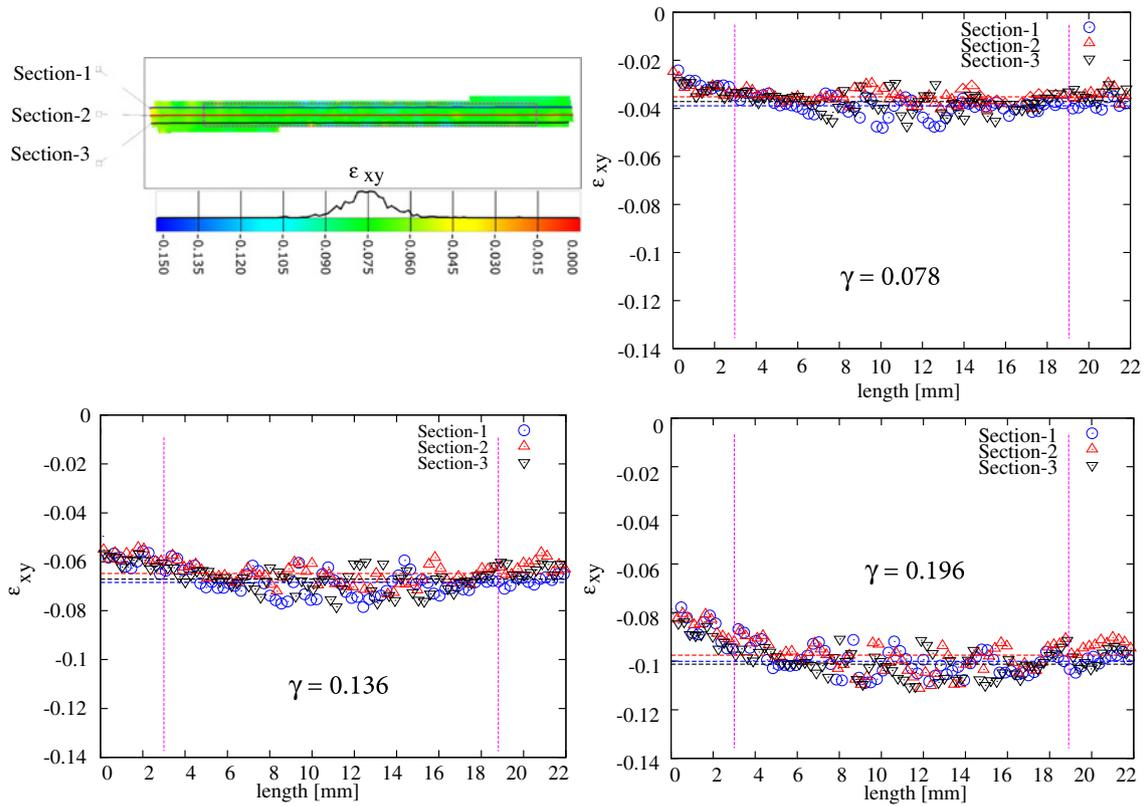 Section-1
Section-2
Section-3
ε xy
-0.150
-0.135
-0.120
-0.105
-0.090
-0.075
-0.060
-0.045
-0.030
-0.015
0.000
0
-0.02
-0.04
-0.06
-0.08
-0.1
-0.12
-0.14
ε xy
Section-1
Section-2
Section-3
γ = 0.078
0 2 4 6 8 10 12 14 16 18 20 22
length [mm]
0
-0.02
-0.04
-0.06
-0.08
-0.1
-0.12
-0.14
ε xy
Section-1
Section-2
Section-3
γ = 0.136
0 2 4 6 8 10 12 14 16 18 20 22
length [mm]
0
-0.02
-0.04
-0.06
-0.08
-0.1
-0.12
-0.14
ε xy
Section-1
Section-2
Section-3
γ = 0.196
0 2 4 6 8 10 12 14 16 18 20 22
length [mm]